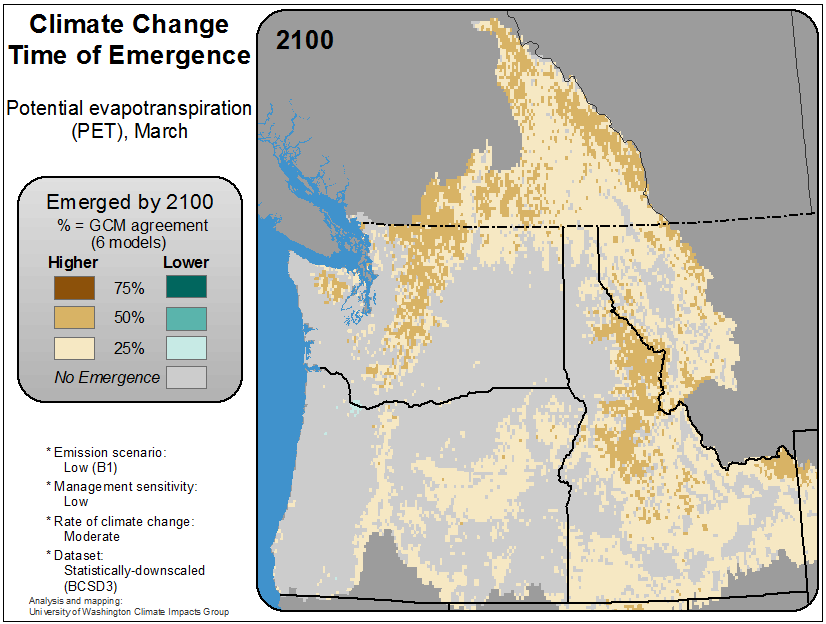 Climate Change
Time of Emergence
2100
Potential evapotranspiration
(PET), March
Emerged by 2100
% = GCM agreement
(6 models)
Higher Lower
75%
50%
25%
No Emergence
* Emission scenario:
Low (B1)
* Management sensitivity:
Low
* Rate of climate change:
Moderate
* Dataset:
Statistically-downscaled
(BCSD3)
Analysis and mapping:
University of Washington Climate Impacts Group